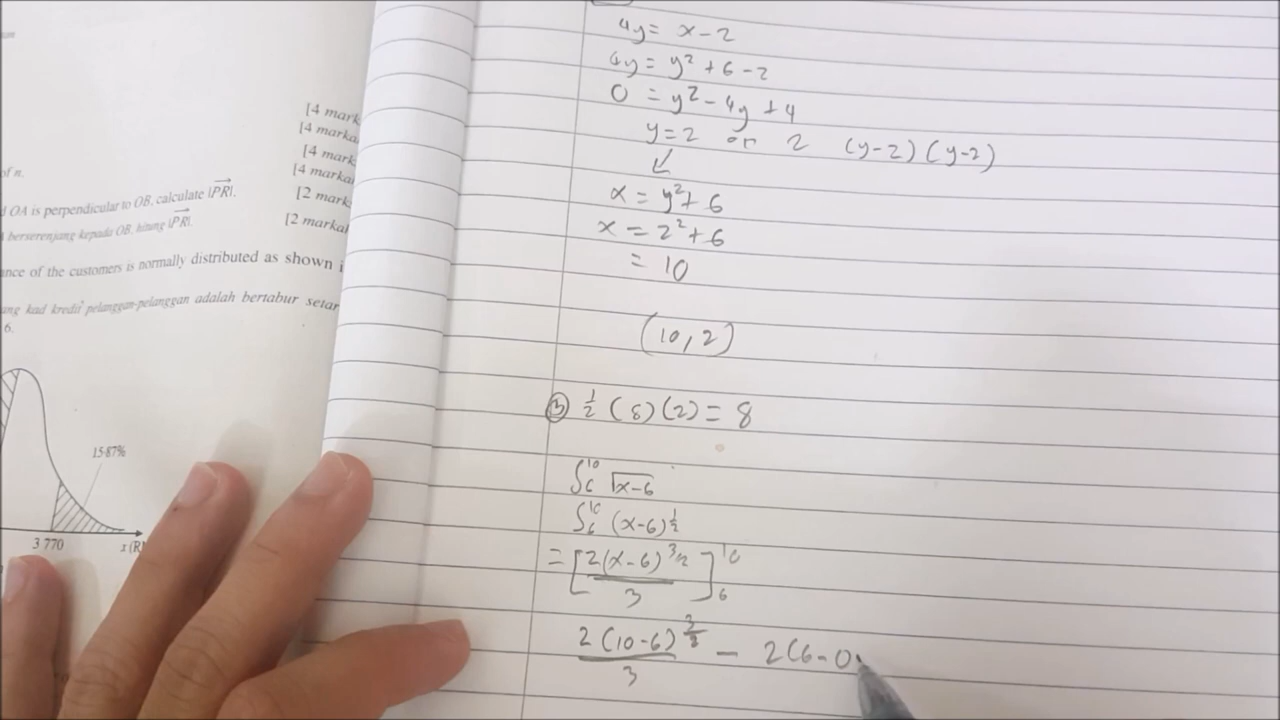 [4 mark
[4 marka
[4 mark
[4 markal
of n.
d OA is perpendicular to OB, calculate |PR|.
[2 mark
berserenjang kepada OB, hitung |PR|.
[2 markal
ance of the customers is normally distributed as shown i
ang kad kredit pelanggan-pelanggan adalah bertabur setar
6.
15·87%
3 770
x (R
4y = x - 2
4y = y² + 6 - 2
0 = y² - 4y + 4
y = 2 or 2 (y-2)(y-2)
x = y² + 6
x = 2² + 6
= 10
(10, 2)
½ (8)(2) = 8
∫₆¹⁰ √x-6
∫₆¹⁰ (x-6)^½
= [2(x-6)^3/2 / 3]₆¹⁰
2(10-6)^3/2 / 3 - 2(6-0